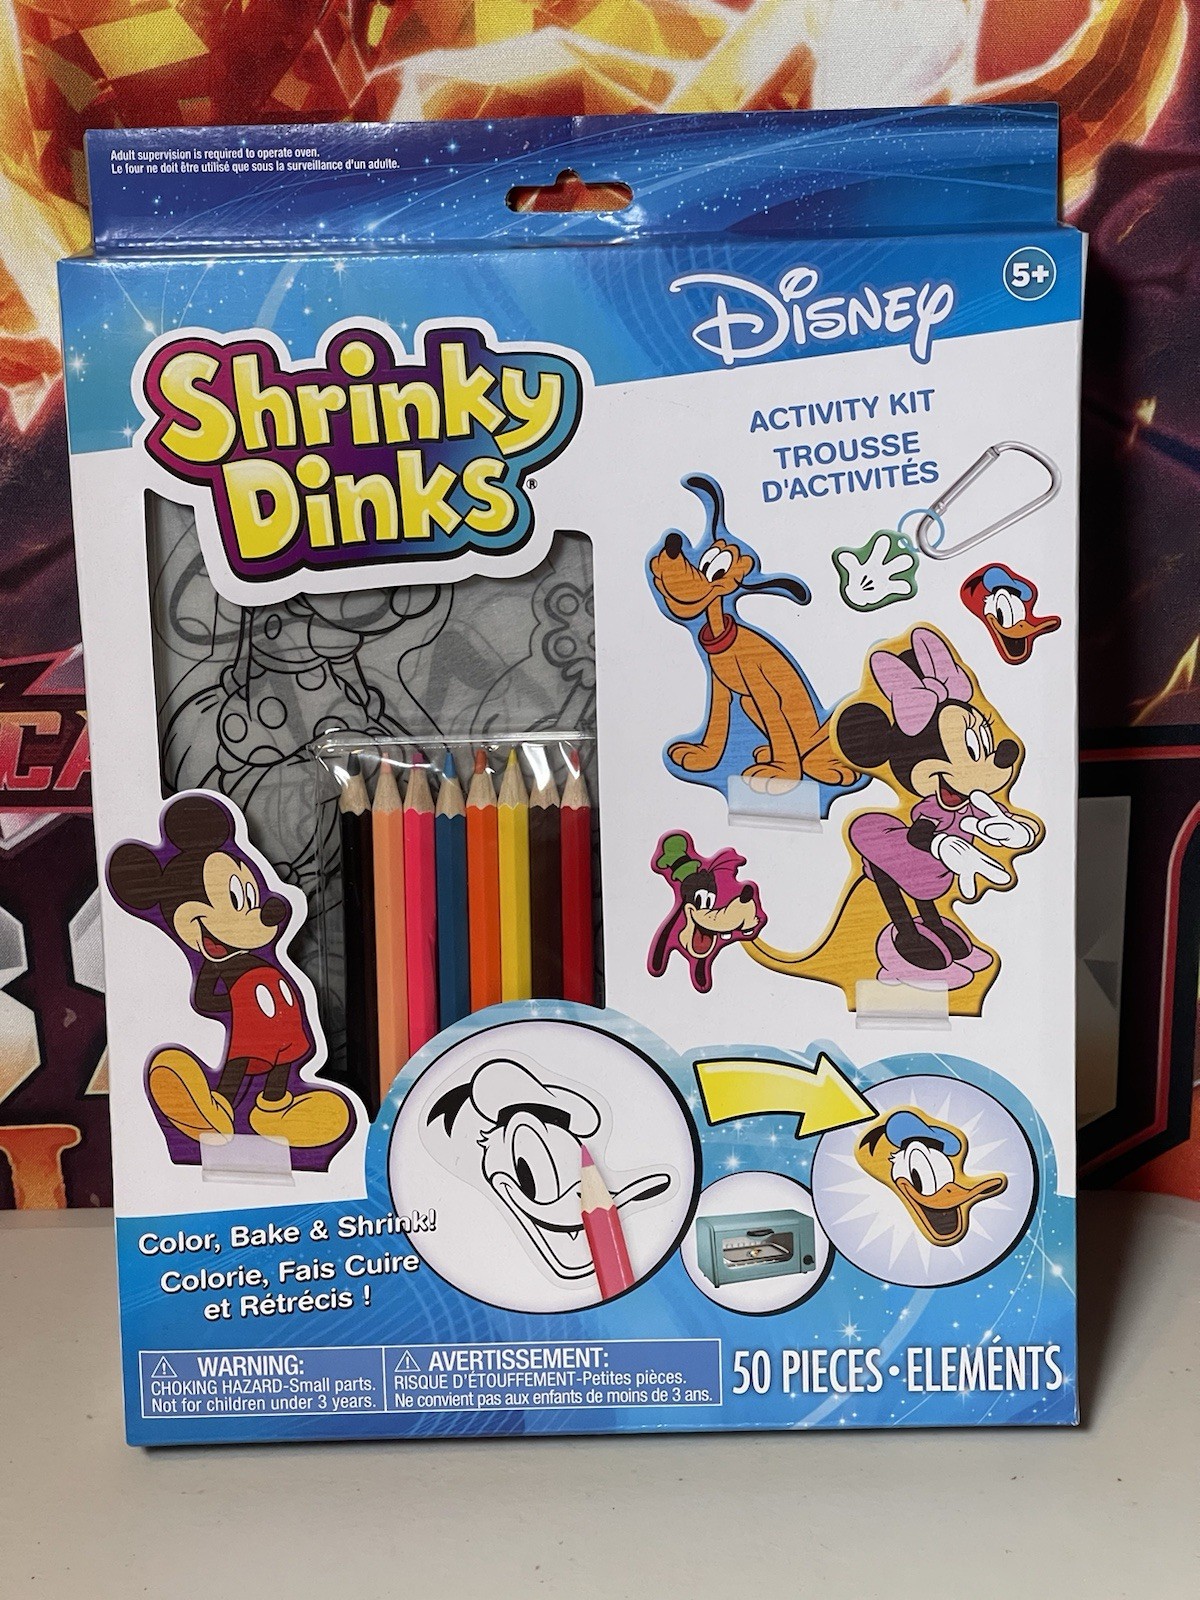 Adult supervision is required to operate oven.
Le four ne doit être utilisé que sous la surveillance d'un adulte.
5+
Disney
Shrinky
Dinks®
ACTIVITY KIT
TROUSSE
D'ACTIVITÉS
Color, Bake & Shrink!
Colorie, Fais Cuire
et Rétrécis !
WARNING:
CHOKING HAZARD-Small parts.
Not for children under 3 years.
AVERTISSEMENT:
RISQUE D'ÉTOUFFEMENT-Petites pièces.
Ne convient pas aux enfants de moins de 3 ans.
50 PIECES • ELEMÉNTS